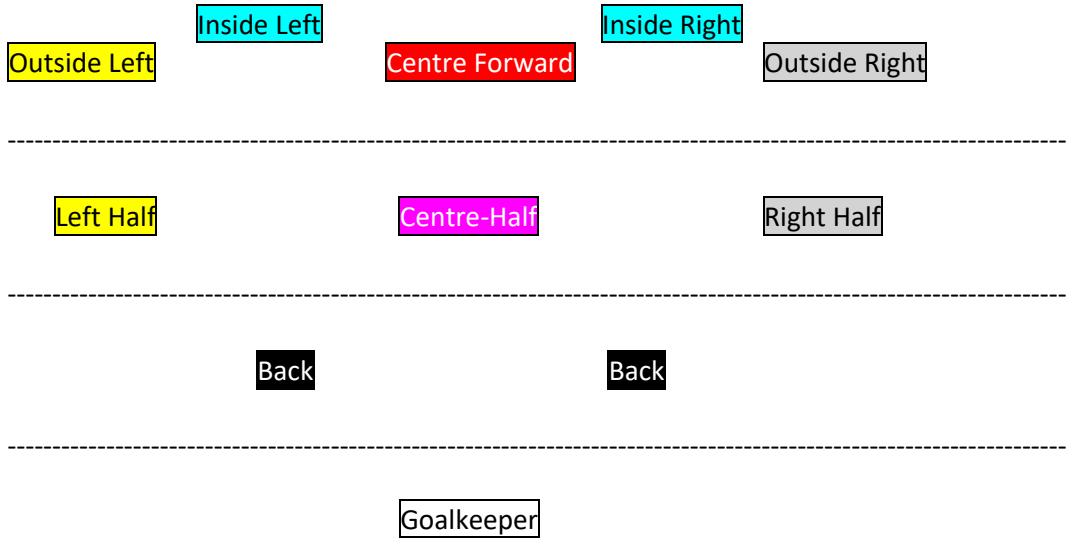 Inside Left Inside Right
Outside Left Centre Forward Outside Right
Left Half Centre-Half Right Half
Back Back
Goalkeeper